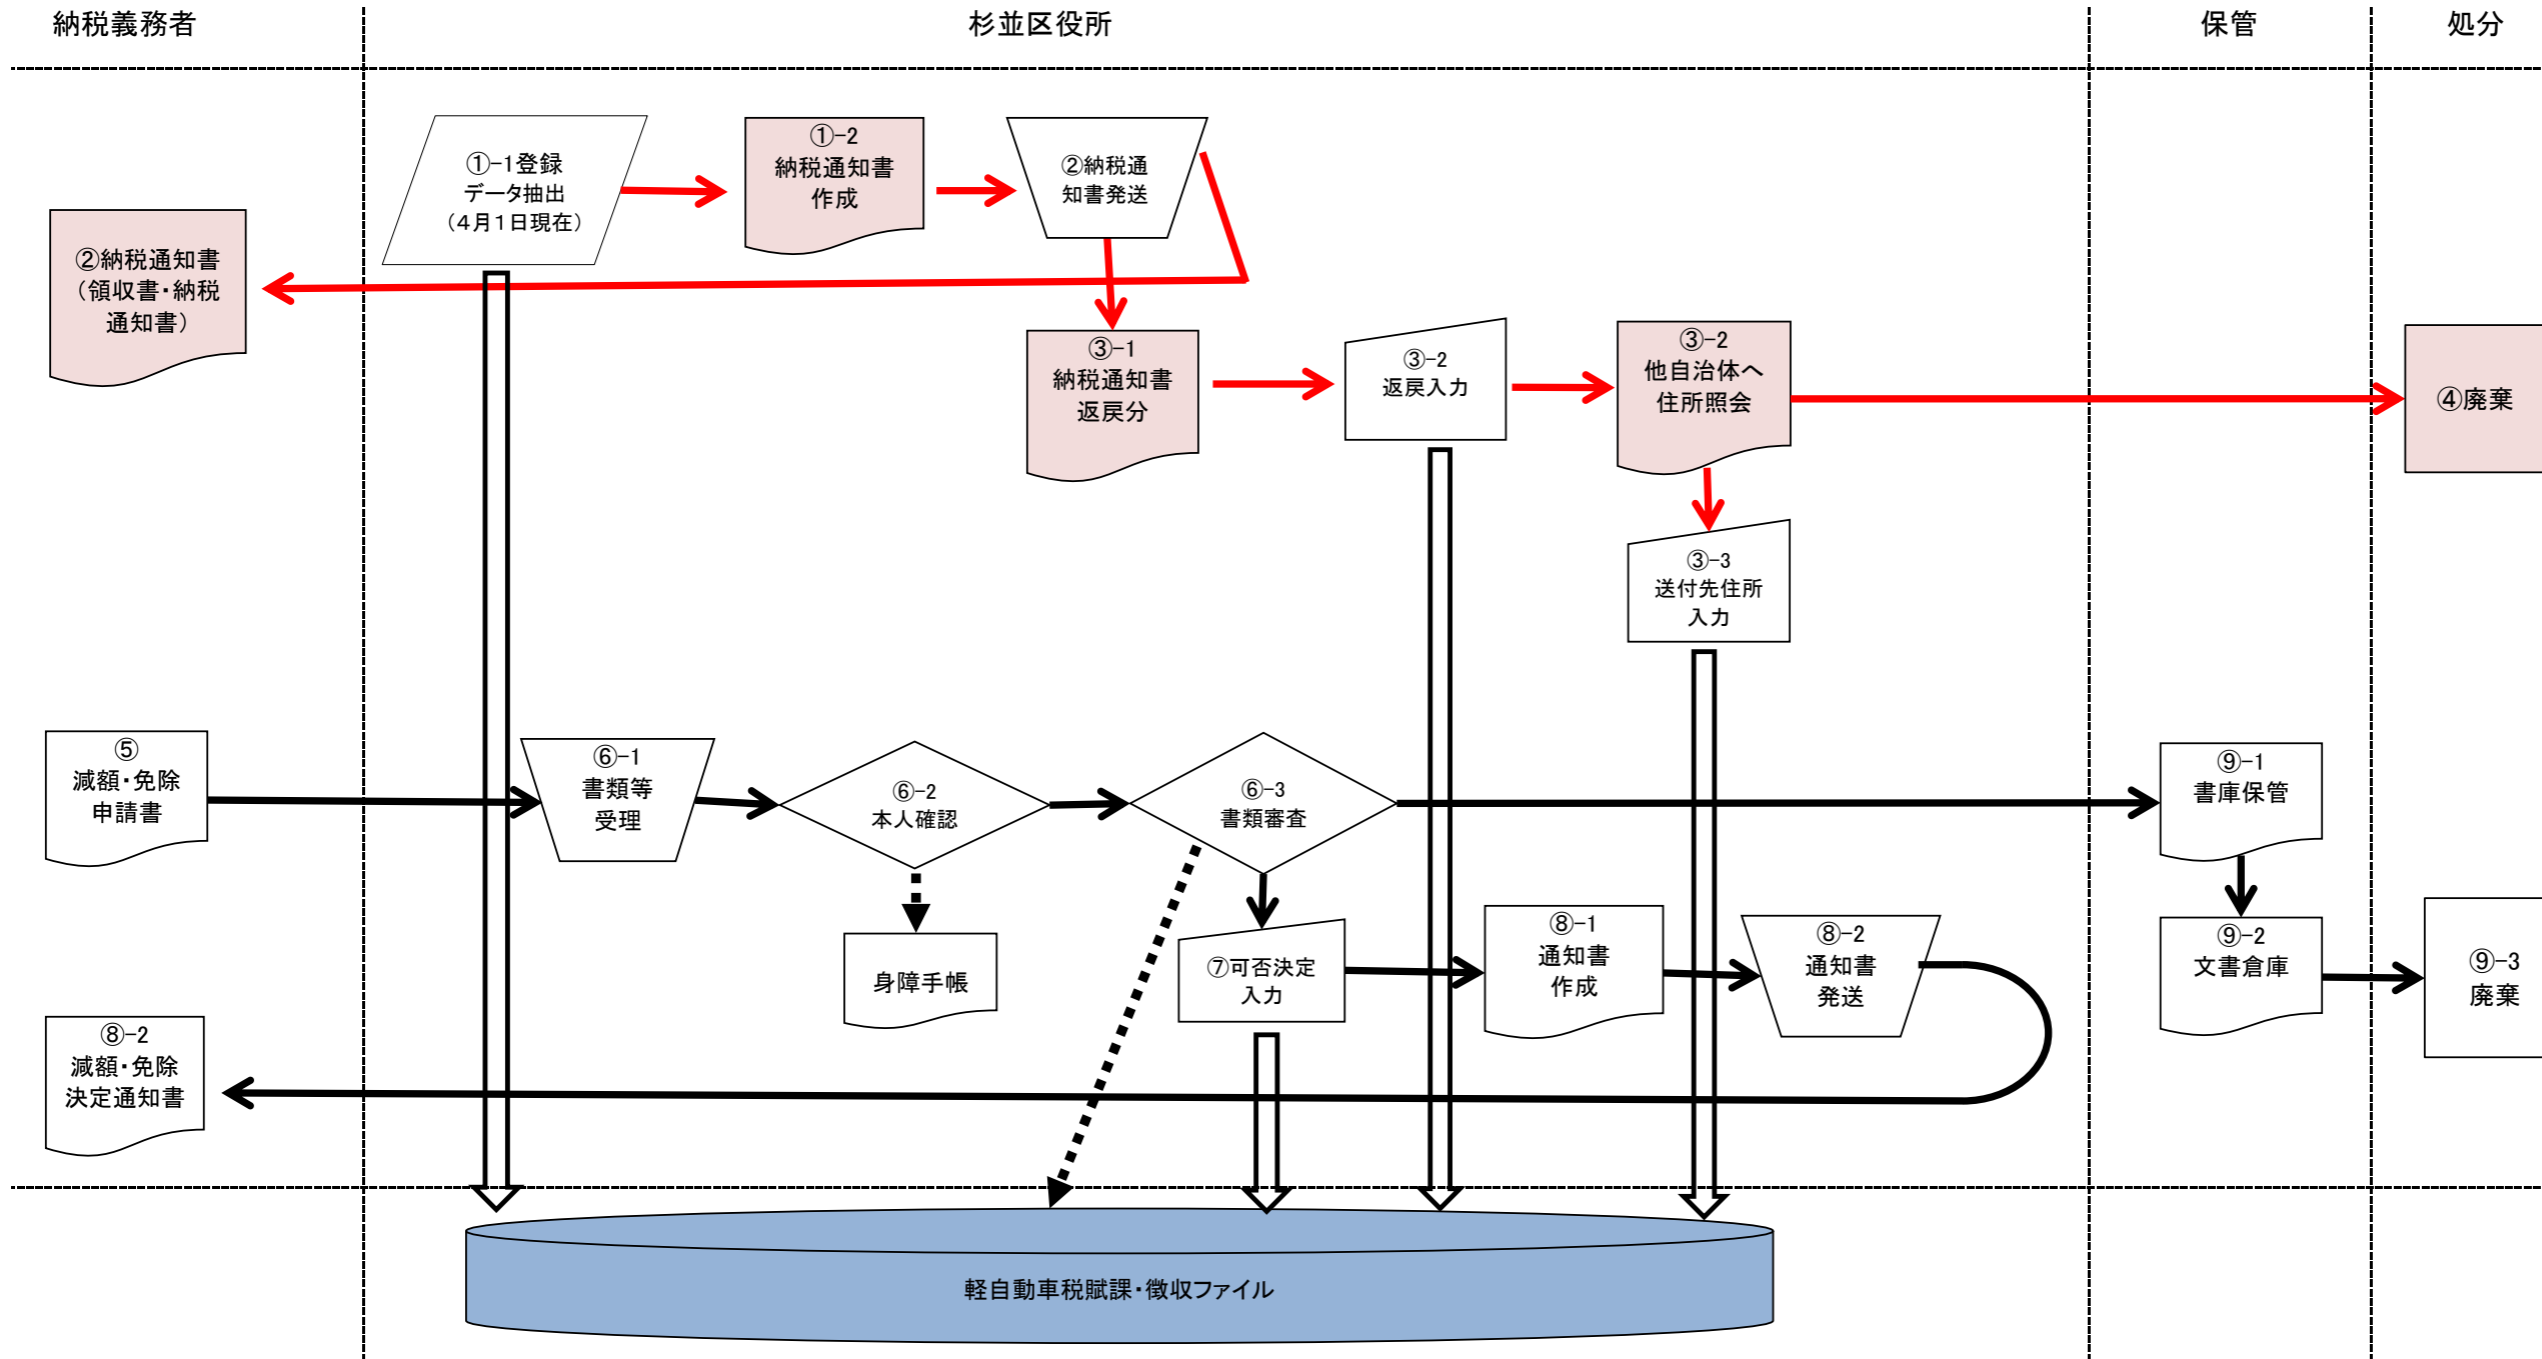 納税義務者
杉並区役所
保管
処分
①-1登録
データ抽出
(4月1日現在)
①-2
納税通知書
作成
②納税通
知書発送
②納税通知書
(領収書・納税
通知書)
③-1
納税通知書
返戻分
③-2
返戻入力
③-2
他自治体へ
住所照会
④廃棄
③-3
送付先住所
入力
⑤
減額・免除
申請書
⑥-1
書類等
受理
⑥-2
本人確認
⑥-3
書類審査
⑨-1
書庫保管
身障手帳
⑦可否決定
入力
⑧-1
通知書
作成
⑧-2
通知書
発送
⑨-2
文書倉庫
⑨-3
廃棄
⑧-2
減額・免除
決定通知書
軽自動車税賦課・徴収ファイル